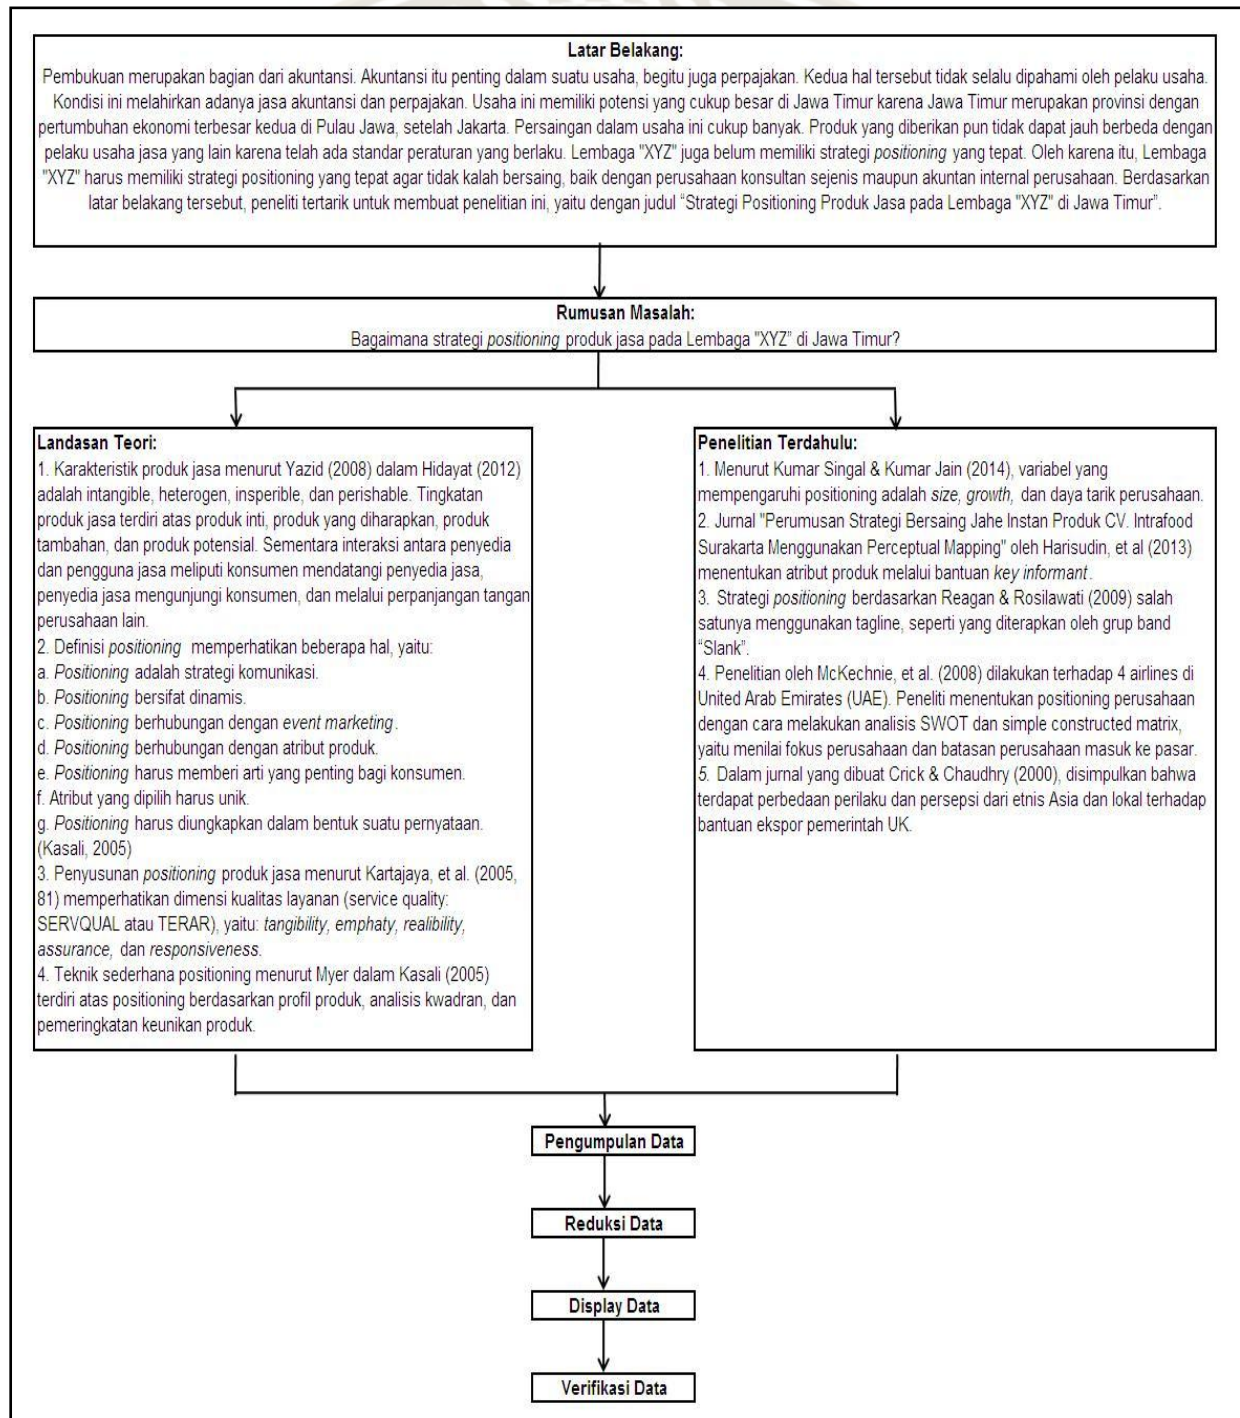 Latar Belakang:
Pembukuan merupakan bagian dari akuntansi. Akuntansi itu penting dalam suatu usaha, begitu juga perpajakan. Kedua hal tersebut tidak selalu dipahami oleh pelaku usaha.
Kondisi ini melahirkan adanya jasa akuntansi dan perpajakan. Usaha ini memiliki potensi yang cukup besar di Jawa Timur karena Jawa Timur merupakan provinsi dengan
pertumbuhan ekonomi terbesar kedua di Pulau Jawa, setelah Jakarta. Persaingan dalam usaha ini cukup banyak. Produk yang diberikan pun tidak dapat jauh berbeda dengan
pelaku usaha jasa yang lain karena telah ada standar peraturan yang berlaku. Lembaga "XYZ" juga belum memiliki strategi positioning yang tepat. Oleh karena itu, Lembaga
"XYZ" harus memiliki strategi positioning yang tepat agar tidak kalah bersaing, baik dengan perusahaan konsultan sejenis maupun akuntan internal perusahaan. Berdasarkan
latar belakang tersebut, peneliti tertarik untuk membuat penelitian ini, yaitu dengan judul “Strategi Positioning Produk Jasa pada Lembaga "XYZ" di Jawa Timur”.
Rumusan Masalah:
Bagaimana strategi positioning produk jasa pada Lembaga "XYZ" di Jawa Timur?
Landasan Teori:
1. Karakteristik produk jasa menurut Yazid (2008) dalam Hidayat (2012)
adalah intangible, heterogen, insperible, dan perishable. Tingkatan
produk jasa terdiri atas produk inti, produk yang diharapkan, produk
tambahan, dan produk potensial. Sementara interaksi antara penyedia
dan pengguna jasa meliputi konsumen mendatangi penyedia jasa,
penyedia jasa mengunjungi konsumen, dan melalui perpanjangan tangan
perusahaan lain.
2. Definisi positioning memperhatikan beberapa hal, yaitu:
a. Positioning adalah strategi komunikasi.
b. Positioning bersifat dinamis.
c. Positioning berhubungan dengan event marketing.
d. Positioning berhubungan dengan atribut produk.
e. Positioning harus memberi arti yang penting bagi konsumen.
f. Atribut yang dipilih harus unik.
g. Positioning harus diungkapkan dalam bentuk suatu pernyataan.
(Kasali, 2005)
3. Penyusunan positioning produk jasa menurut Kartajaya, et al. (2005,
81) memperhatikan dimensi kualitas layanan (service quality:
SERVQUAL atau TERAR), yaitu: tangibility, emphaty, realibility,
assurance, dan responsiveness.
4. Teknik sederhana positioning menurut Myer dalam Kasali (2005)
terdiri atas positioning berdasarkan profil produk, analisis kwadran, dan
pemeringkatan keunikan produk.
Penelitian Terdahulu:
1. Menurut Kumar Singal & Kumar Jain (2014), variabel yang
mempengaruhi positioning adalah size, growth, dan daya tarik perusahaan.
2. Jurnal "Perumusan Strategi Bersaing Jahe Instan Produk CV. Intrafood
Surakarta Menggunakan Perceptual Mapping" oleh Harisudin, et al (2013)
menentukan atribut produk melalui bantuan key informant.
3. Strategi positioning berdasarkan Reagan & Rosilawati (2009) salah
satunya menggunakan tagline, seperti yang diterapkan oleh grup band
“Slank”.
4. Penelitian oleh McKechnie, et al. (2008) dilakukan terhadap 4 airlines di
United Arab Emirates (UAE). Peneliti menentukan positioning perusahaan
dengan cara melakukan analisis SWOT dan simple constructed matrix,
yaitu menilai fokus perusahaan dan batasan perusahaan masuk ke pasar.
5. Dalam jurnal yang dibuat Crick & Chaudhry (2000), disimpulkan bahwa
terdapat perbedaan perilaku dan persepsi dari etnis Asia dan lokal terhadap
bantuan ekspor pemerintah UK.
Pengumpulan Data
Reduksi Data
Display Data
Verifikasi Data